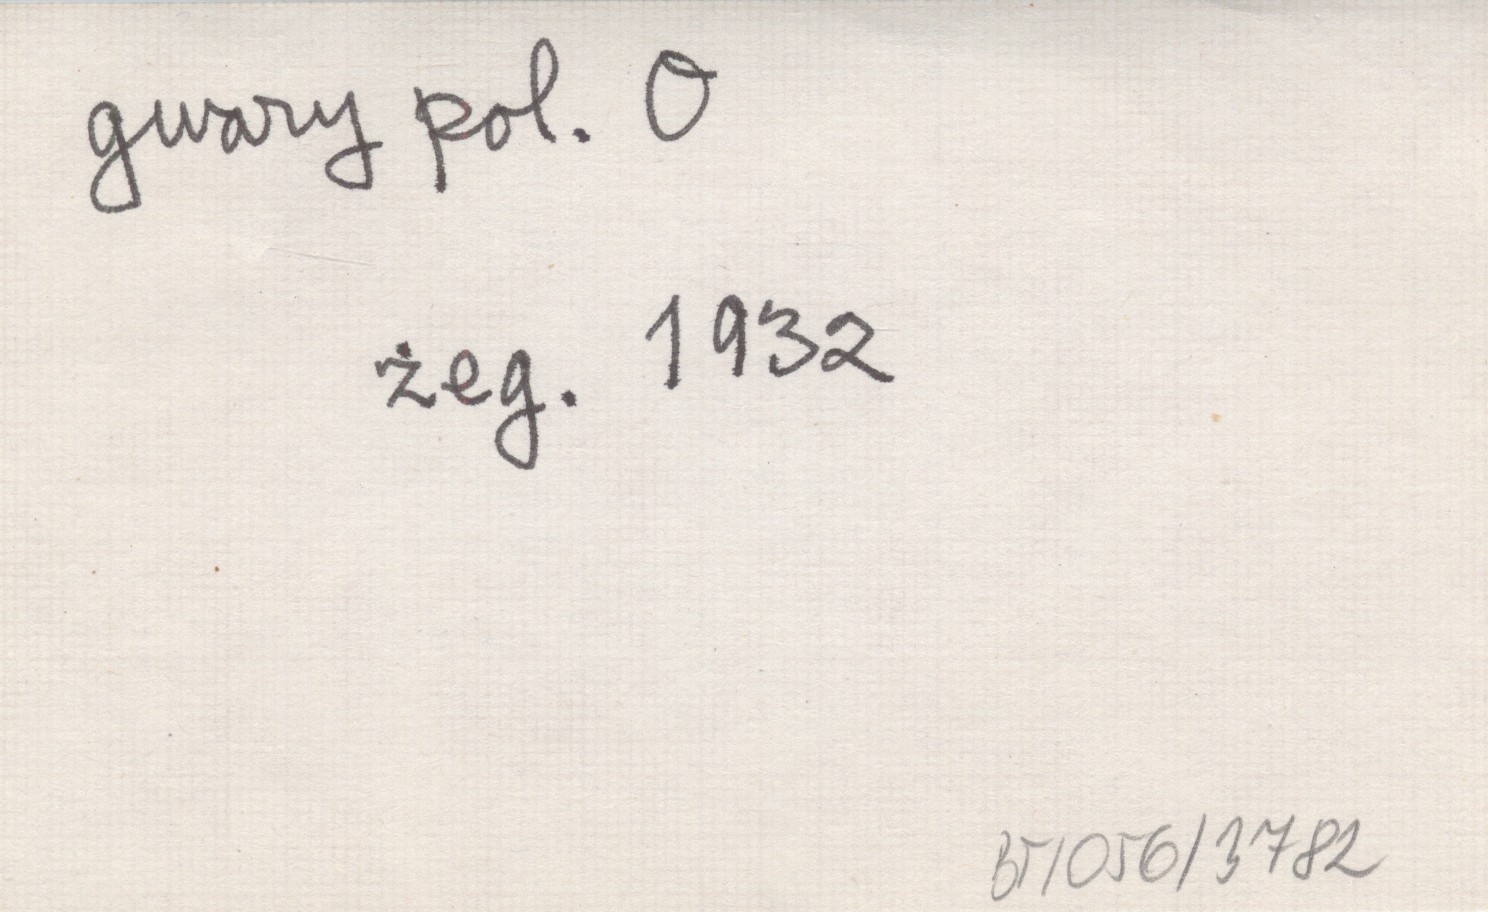 gwary pol. O
żeg. 1932
BT/056/3782